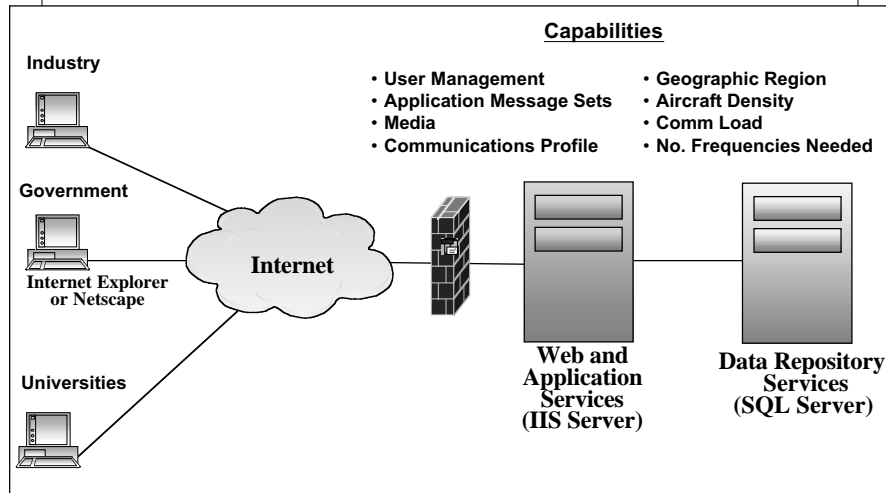 Capabilities
Industry
• User Management
• Application Message Sets
• Media
• Communications Profile
• Geographic Region
• Aircraft Density
• Comm Load
• No. Frequencies Needed
Government
Internet Explorer
or Netscape
Internet
Universities
Web and
Application
Services
(IIS Server)
Data Repository
Services
(SQL Server)